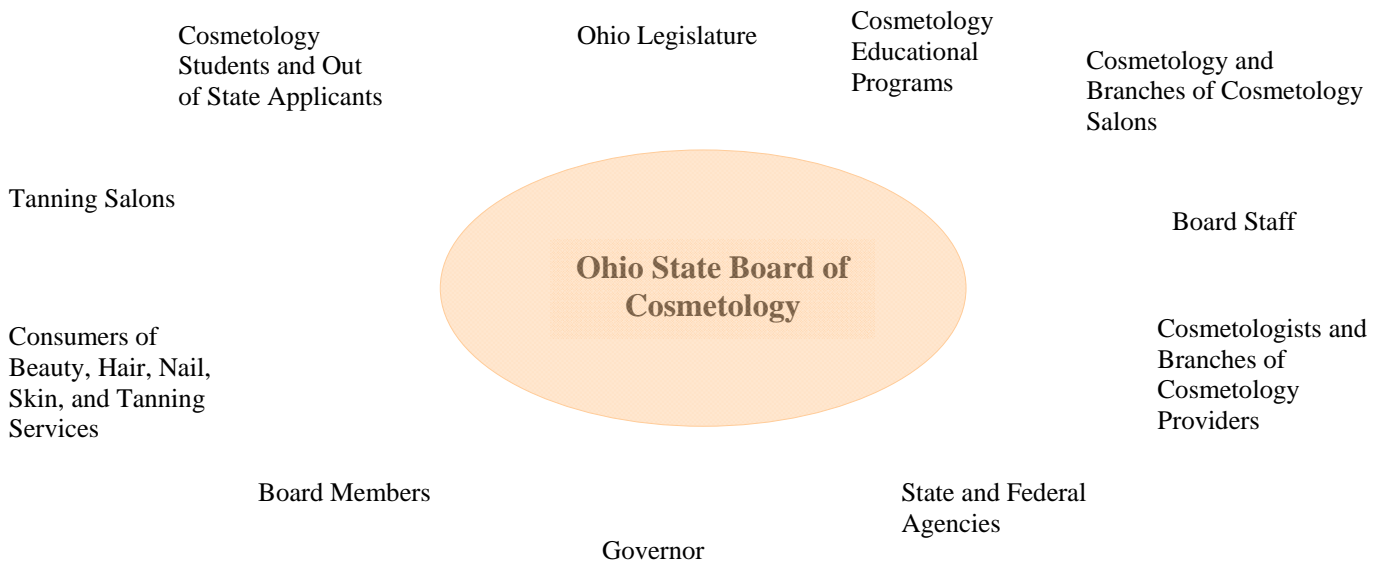 Cosmetology
Students and Out
of State Applicants
Ohio Legislature
Cosmetology
Educational
Programs
Cosmetology and
Branches of Cosmetology
Salons
Tanning Salons
Board Staff
Ohio State Board of
Cosmetology
Consumers of
Beauty, Hair, Nail,
Skin, and Tanning
Services
Cosmetologists and
Branches of
Cosmetology
Providers
Board Members
State and Federal
Agencies
Governor